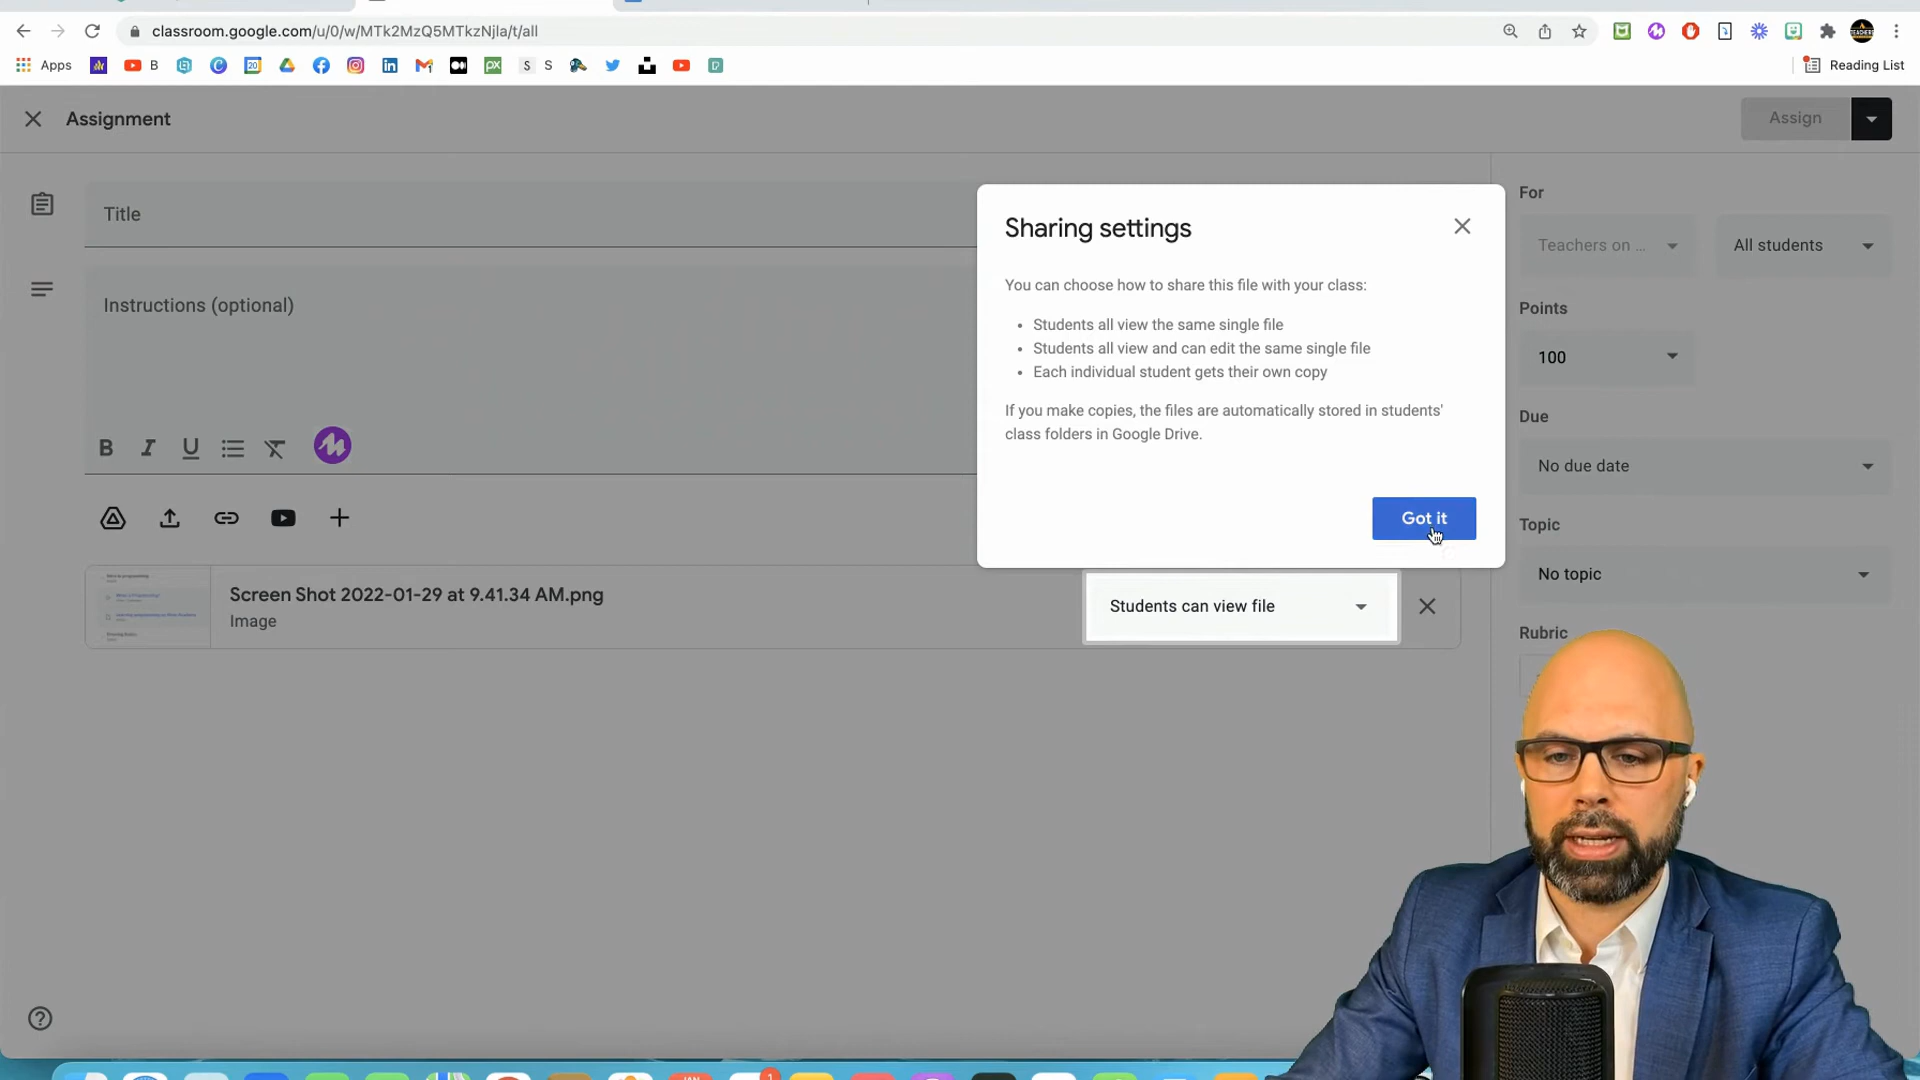 classroom.google.com/u/0/w/MTk2MzQ5MTkzNjla/t/all
Apps
B
20
S
S
Reading List
Assignment
Assign
Title
Instructions (optional)
B I U
Sharing settings
You can choose how to share this file with your class:
• Students all view the same single file
• Students all view and can edit the same single file
• Each individual student gets their own copy
If you make copies, the files are automatically stored in students'
class folders in Google Drive.
Got it
Screen Shot 2022-01-29 at 9.41.34 AM.png
Image
Students can view file
For
Teachers on ...
All students
Points
100
Due
No due date
Topic
No topic
Rubric
JAN
1